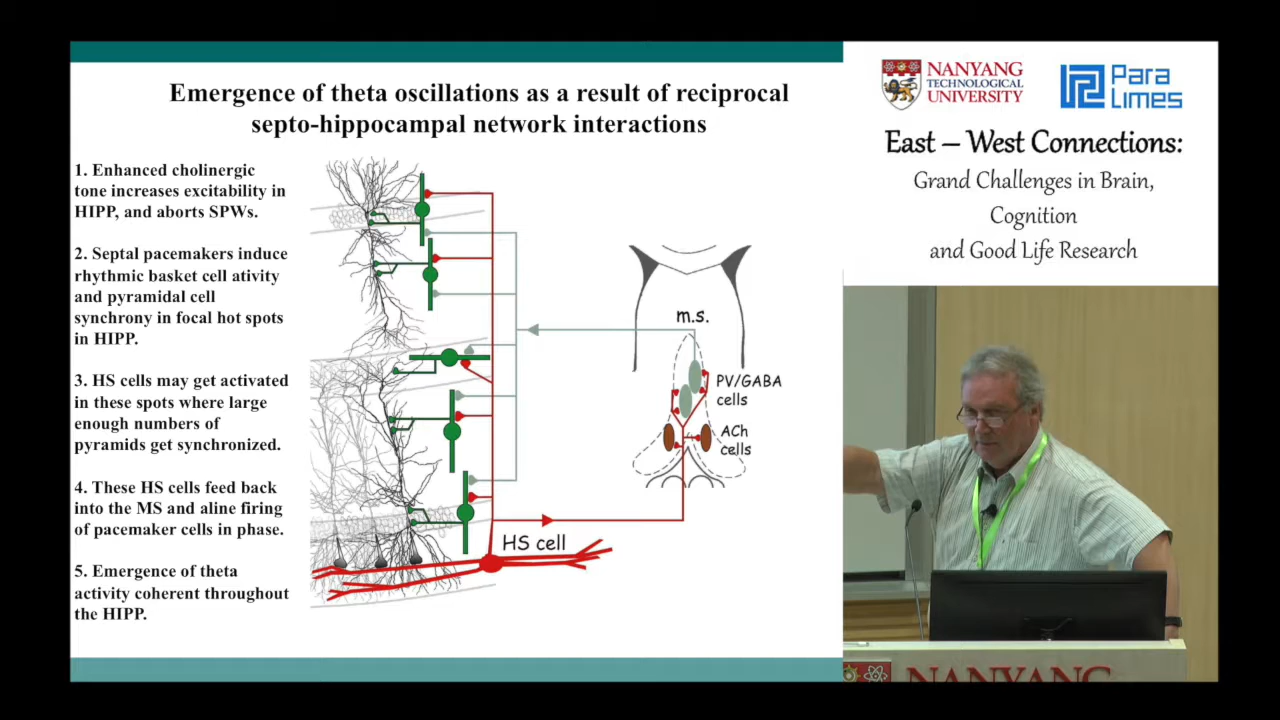 Emergence of theta oscillations as a result of reciprocal
septo-hippocampal network interactions
1. Enhanced cholinergic
tone increases excitability in
HIPP, and aborts SPWs.
2. Septal pacemakers induce
rhythmic basket cell ativity
and pyramidal cell
synchrony in focal hot spots
in HIPP.
3. HS cells may get activated
in these spots where large
enough numbers of
pyramids get synchronized.
4. These HS cells feed back
into the MS and aline firing
of pacemaker cells in phase.
5. Emergence of theta
activity coherent throughout
the HIPP.
m.s.
PV/GABA
cells
ACh
cells
HS cell
NANYANG
TECHNOLOGICAL
UNIVERSITY
Para
Limes
East – West Connections:
Grand Challenges in Brain,
Cognition
and Good Life Research
NANYANG